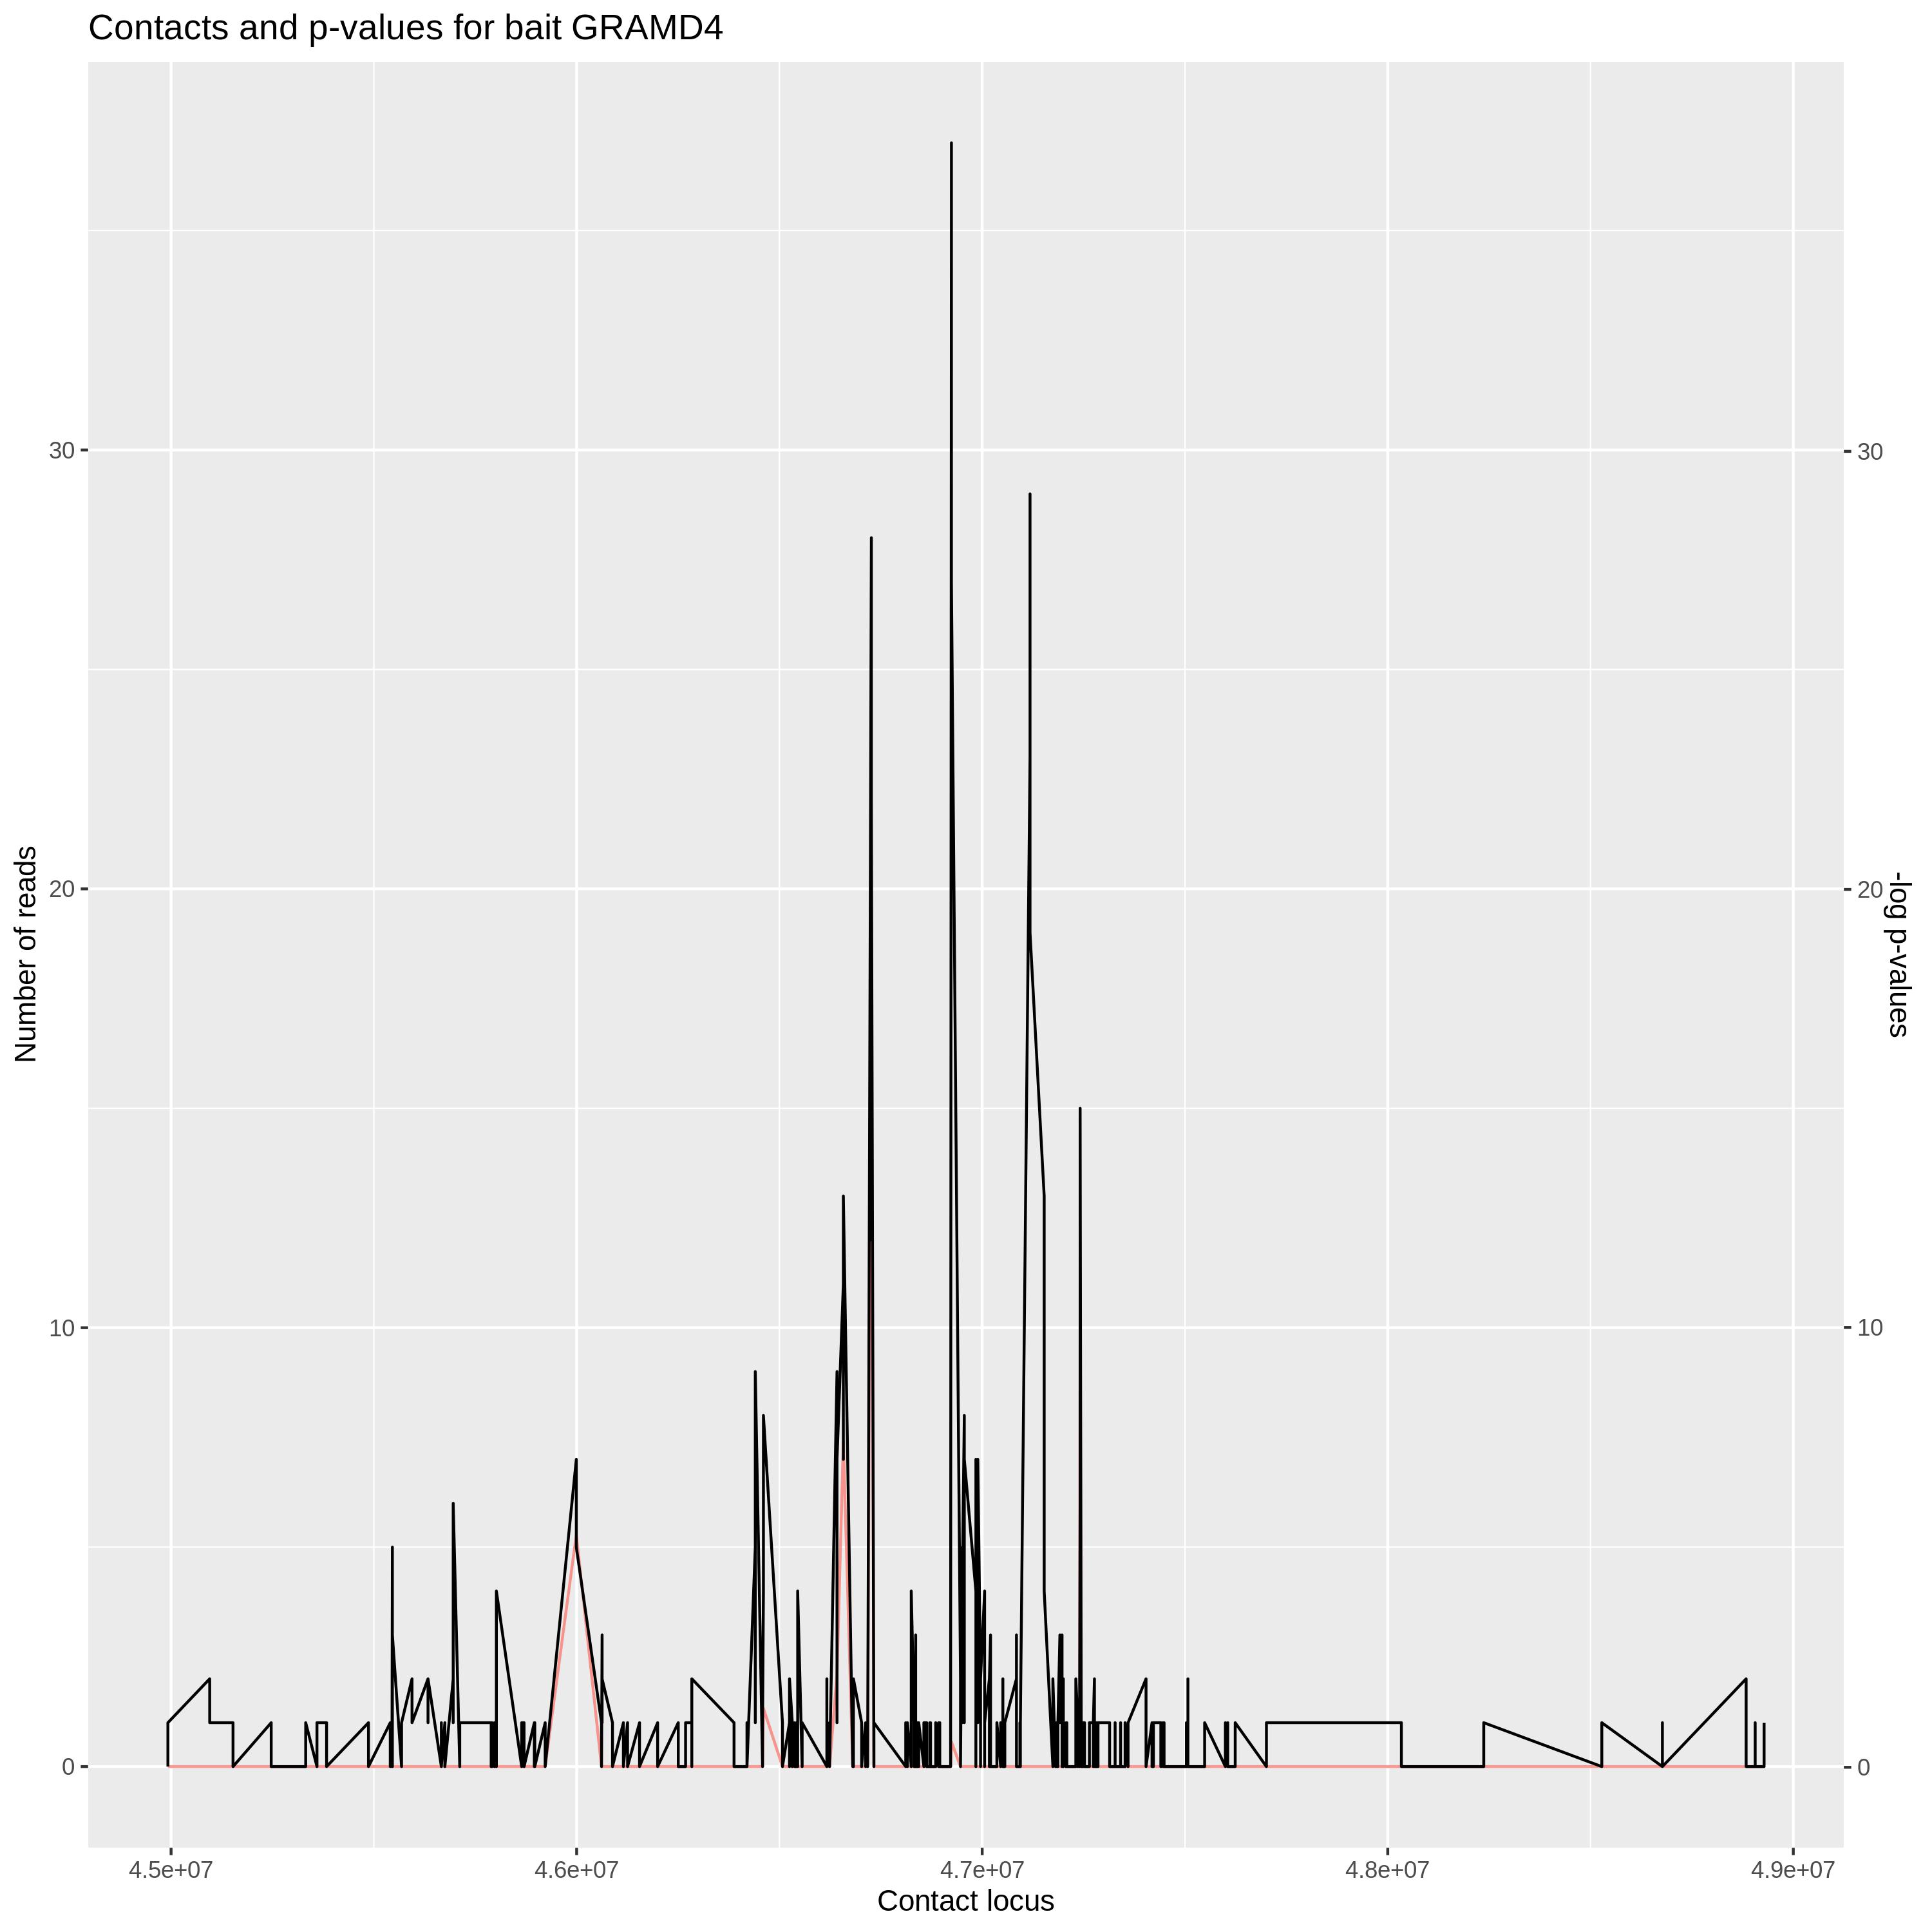 Contacts and p-values for bait GRAMD4
Number of reads
30
20
10
0
30
20
10
0
-log p-values
4.5e+07
4.6e+07
4.7e+07
4.8e+07
4.9e+07
Contact locus